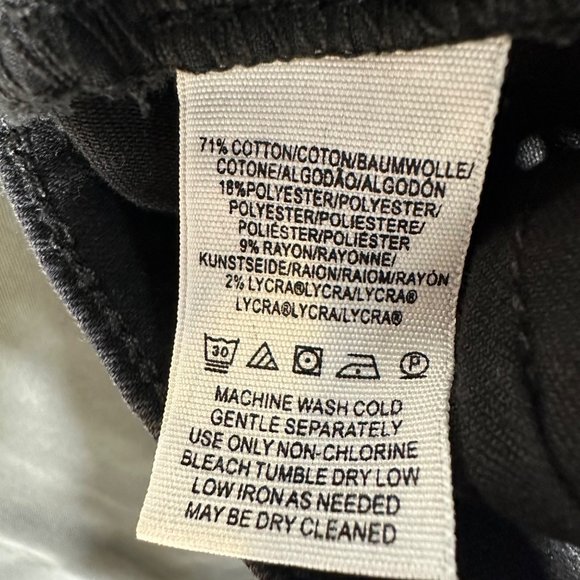 71% COTTON/COTON/BAUMWOLLE/
COTONE/ALGODÃO/ALGODÓN
18%POLYESTER/POLYESTER/
POLYESTER/POLIESTERE/
POLIÉSTER/POLIÉSTER
9% RAYON/RAYONNE/
KUNSTSEIDE/RAION/RAIOM/RAYÓN
2% LYCRA®LYCRA/LYCRA®
LYCRA®LYCRA/LYCRA®
30 P
MACHINE WASH COLD
GENTLE SEPARATELY
USE ONLY NON-CHLORINE
BLEACH TUMBLE DRY LOW
LOW IRON AS NEEDED
MAY BE DRY CLEANED